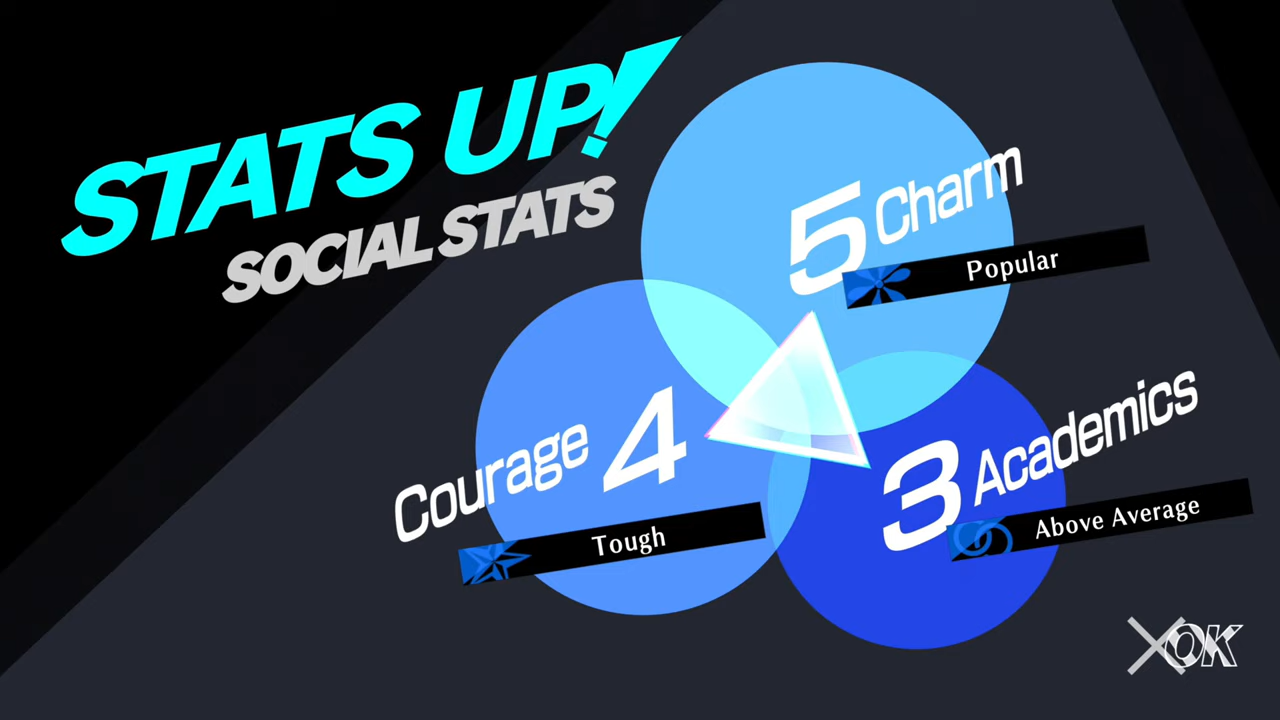 STATS UP!
SOCIAL STATS
5 Charm
Popular
Courage 4
Tough
3 Academics
Above Average
OK